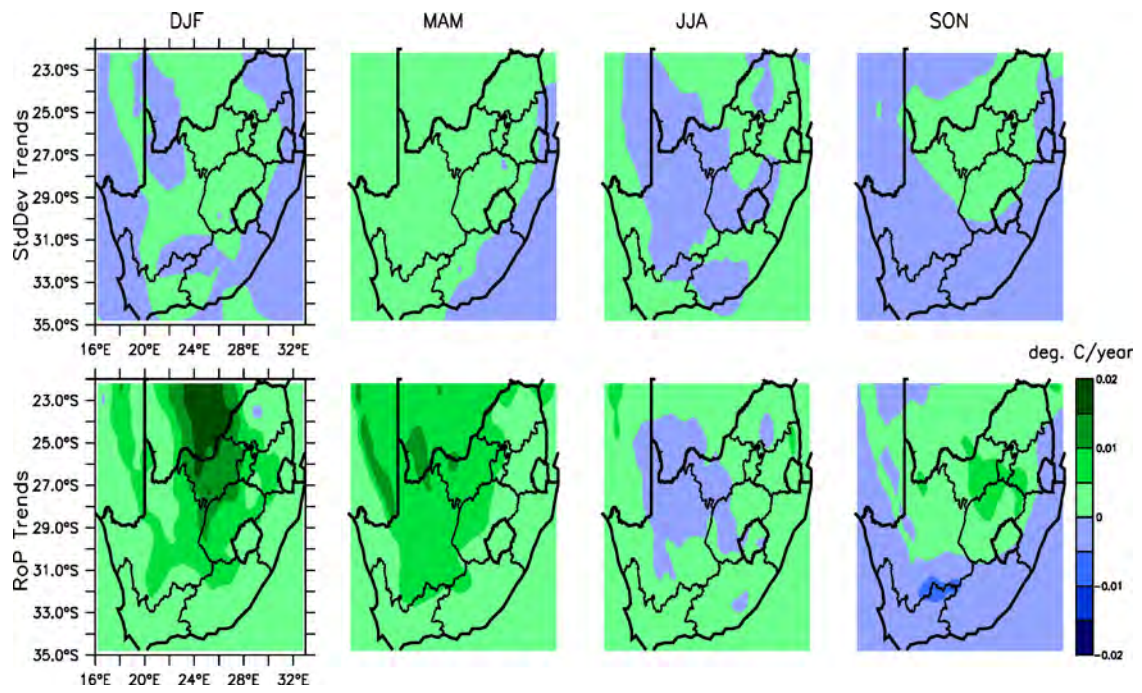 DJF MAM JJA SON
StdDev Trends
23.0°S
25.0°S
27.0°S
29.0°S
31.0°S
33.0°S
35.0°S
16°E 20°E 24°E 28°E 32°E
deg. C/year
RoP Trends
23.0°S
25.0°S
27.0°S
29.0°S
31.0°S
33.0°S
35.0°S
16°E 20°E 24°E 28°E 32°E
0.02
0.01
0
-0.01
-0.02